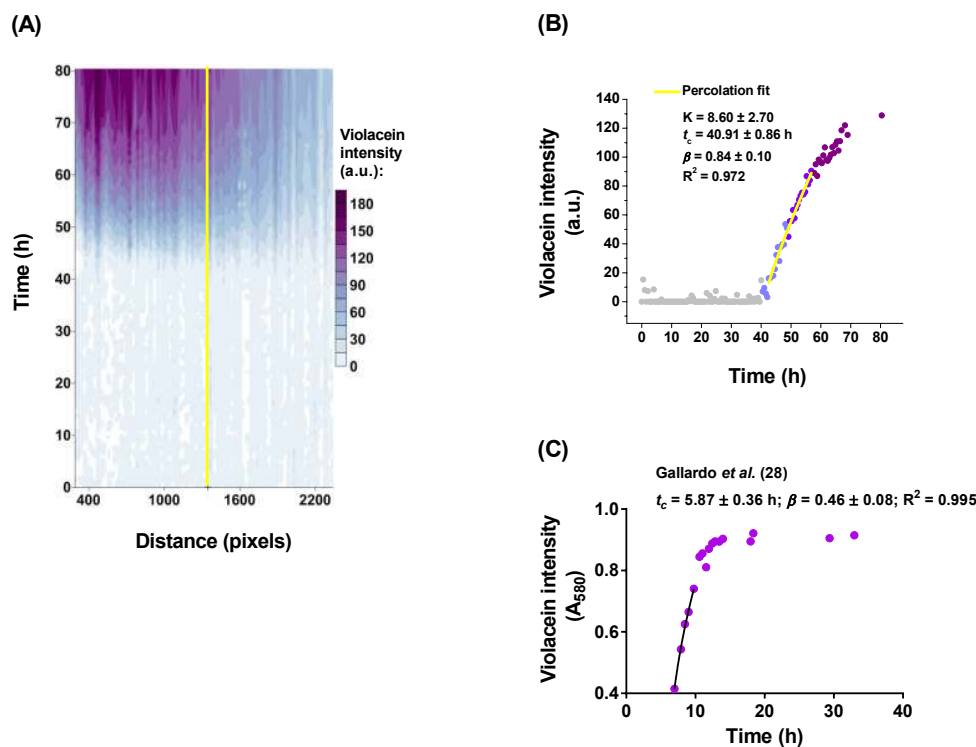 (A)
80
70
60
50
40
30
20
10
0
Time (h)
400
1000
1600
2200
Distance (pixels)
Violacein
intensity
(a.u.):
180
150
120
90
60
30
0
(B)
Percolation fit
K = 8.60 ± 2.70
t_c = 40.91 ± 0.86 h
β = 0.84 ± 0.10
R² = 0.972
140
120
100
80
60
40
20
0
Violacein intensity
(a.u.)
0 10 20 30 40 50 60 70 80
Time (h)
(C)
Gallardo et al. (28)
t_c = 5.87 ± 0.36 h; β = 0.46 ± 0.08; R² = 0.995
1.0
0.8
0.6
0.4
Violacein intensity
(A₅₈₀)
0 10 20 30 40
Time (h)